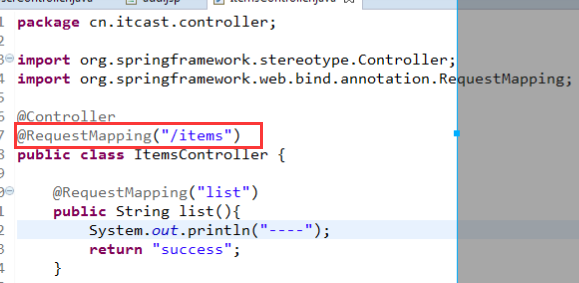 package cn.itcast.controller;
import org.springframework.stereotype.Controller;
import org.springframework.web.bind.annotation.RequestMapping;
@Controller
@RequestMapping("/items")
public class ItemsController {
@RequestMapping("list")
public String list(){
System.out.println("----");
return "success";
}